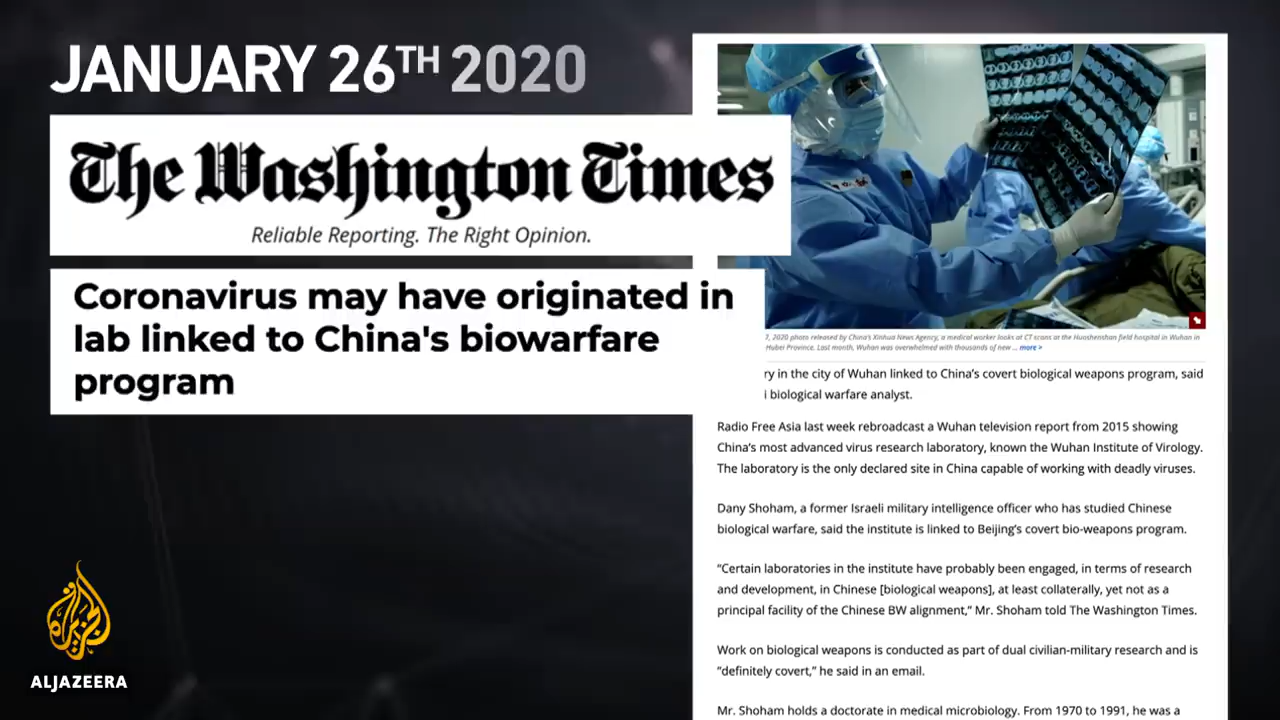 JANUARY 26TH 2020
The Washington Times
Reliable Reporting. The Right Opinion.
Coronavirus may have originated in
lab linked to China's biowarfare
program
7, 2020 photo released by China's Xinhua News Agency, a medical worker looks at CT scans at the Huoshenshan field hospital in Wuhan in
Hubei Province. Last month, Wuhan was overwhelmed with thousands of new ... more >
ry in the city of Wuhan linked to China’s covert biological weapons program, said
i biological warfare analyst.
Radio Free Asia last week rebroadcast a Wuhan television report from 2015 showing
China’s most advanced virus research laboratory, known the Wuhan Institute of Virology.
The laboratory is the only declared site in China capable of working with deadly viruses.
Dany Shoham, a former Israeli military intelligence officer who has studied Chinese
biological warfare, said the institute is linked to Beijing’s covert bio-weapons program.
“Certain laboratories in the institute have probably been engaged, in terms of research
and development, in Chinese [biological weapons], at least collaterally, yet not as a
principal facility of the Chinese BW alignment,” Mr. Shoham told The Washington Times.
Work on biological weapons is conducted as part of dual civilian-military research and is
“definitely covert,” he said in an email.
Mr. Shoham holds a doctorate in medical microbiology. From 1970 to 1991, he was a
ALJAZEERA